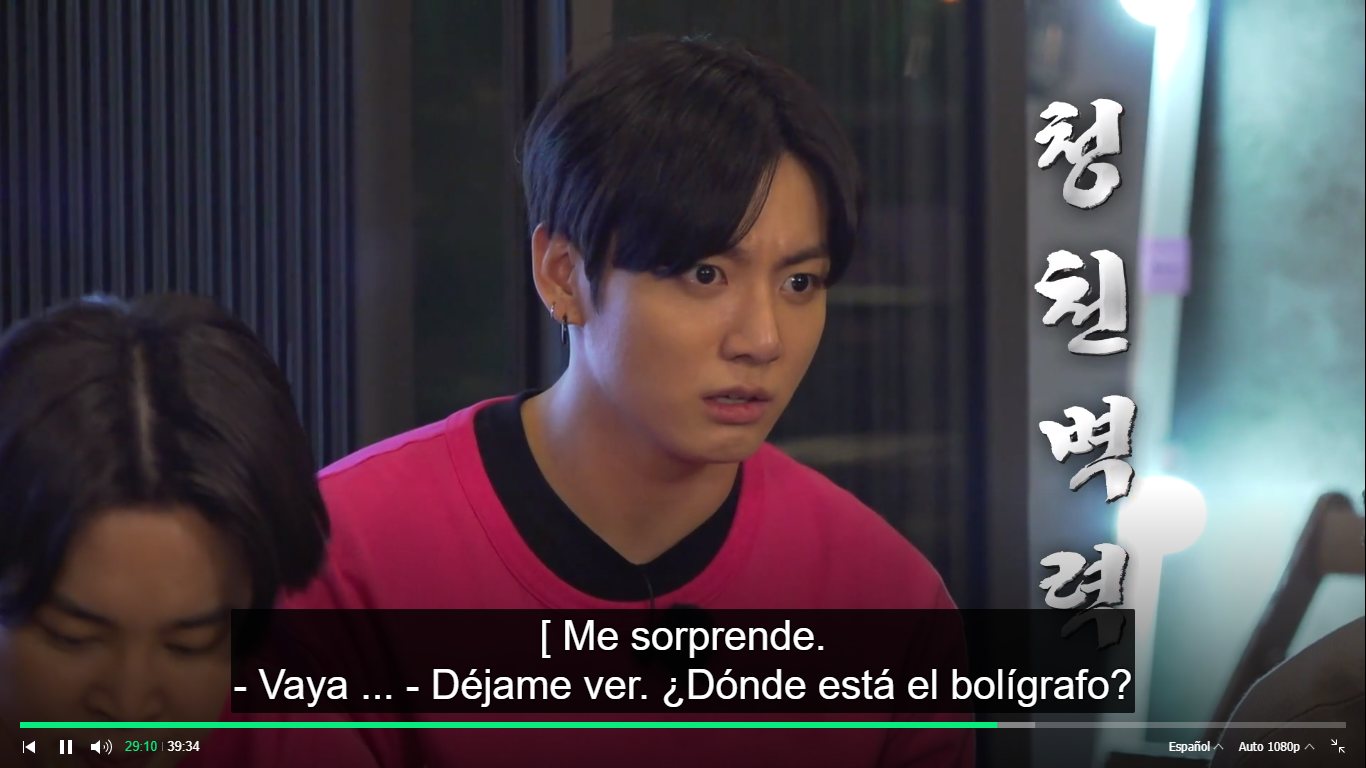 청천벽력
[ Me sorprende.
- Vaya ... - Déjame ver. ¿Dónde está el bolígrafo?
29:10 39:34 Español Auto 1080p